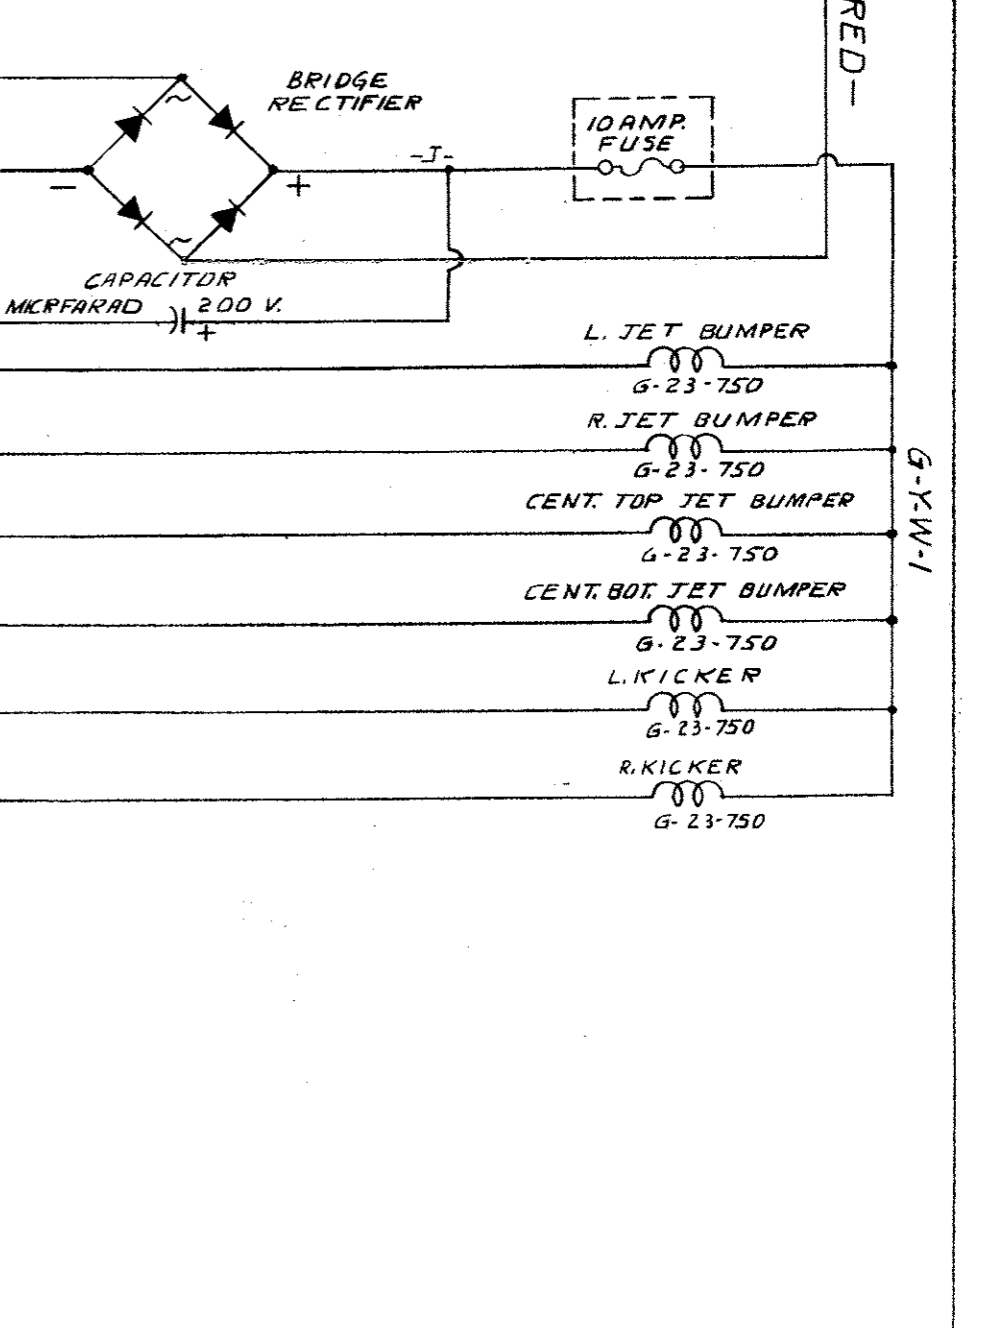 RED—
BRIDGE
RECTIFIER
10 AMP.
FUSE
-J-
~
~
—
+
CAPACITOR
MICRFARAD 200 V.
+
L. JET BUMPER
G-23-750
R. JET BUMPER
G-23-750
CENT. TOP JET BUMPER
G-23-750
CENT. BOT. JET BUMPER
G-23-750
L. KICKER
G-23-750
R. KICKER
G-23-750
G-Y-W-1